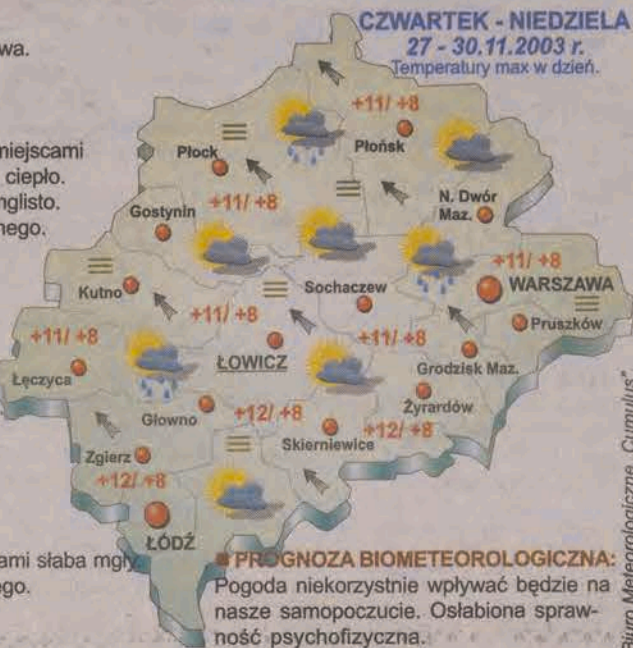 CZWARTEK - NIEDZIELA
27 - 30.11.2003 r.
Temperatury max w dzień.
wa.
niejscami
ciepło.
nglisto.
nego.
+11/ +8
Płońsk
Płock
N. Dwór
Maz.
Gostynin
+11/ +8
+11/ +8
WARSZAWA
Kutno
Sochaczew
Pruszków
+11/ +8
+11/ +8
+11/ +8
ŁOWICZ
Łęczyca
Grodzisk Maz.
Żyrardów
Głowno
+12/ +8
Skierniewice
+12/ +8
Zgierz
+12/ +8
ŁÓDŹ
ami słaba mgły.
ego.
PROGNOZA BIOMETEOROLOGICZNA:
Pogoda niekorzystnie wpływać będzie na
nasze samopoczucie. Osłabiona spraw-
ność psychofizyczna.
Biuro Meteorologiczne „Cumulus"